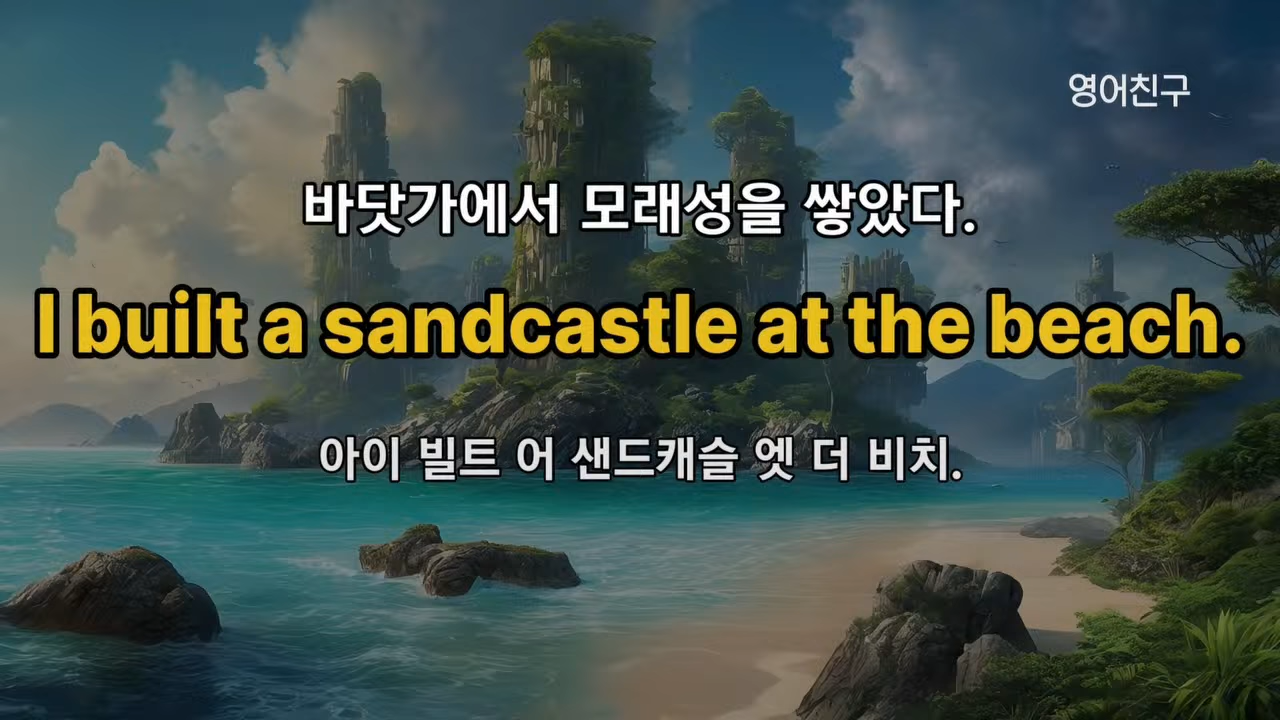 영어친구
바닷가에서 모래성을 쌓았다.
I built a sandcastle at the beach.
아이 빌트 어 샌드캐슬 엣 더 비치.